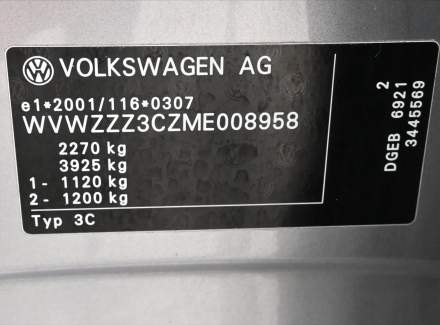 VOLKSWAGEN AG
e1*2001/116*0307
WVWZZZ3CZME008958
2270 kg
3925 kg
1- 1120 kg
2- 1200 kg
Typ 3C
2
DGEB 6921
3445569